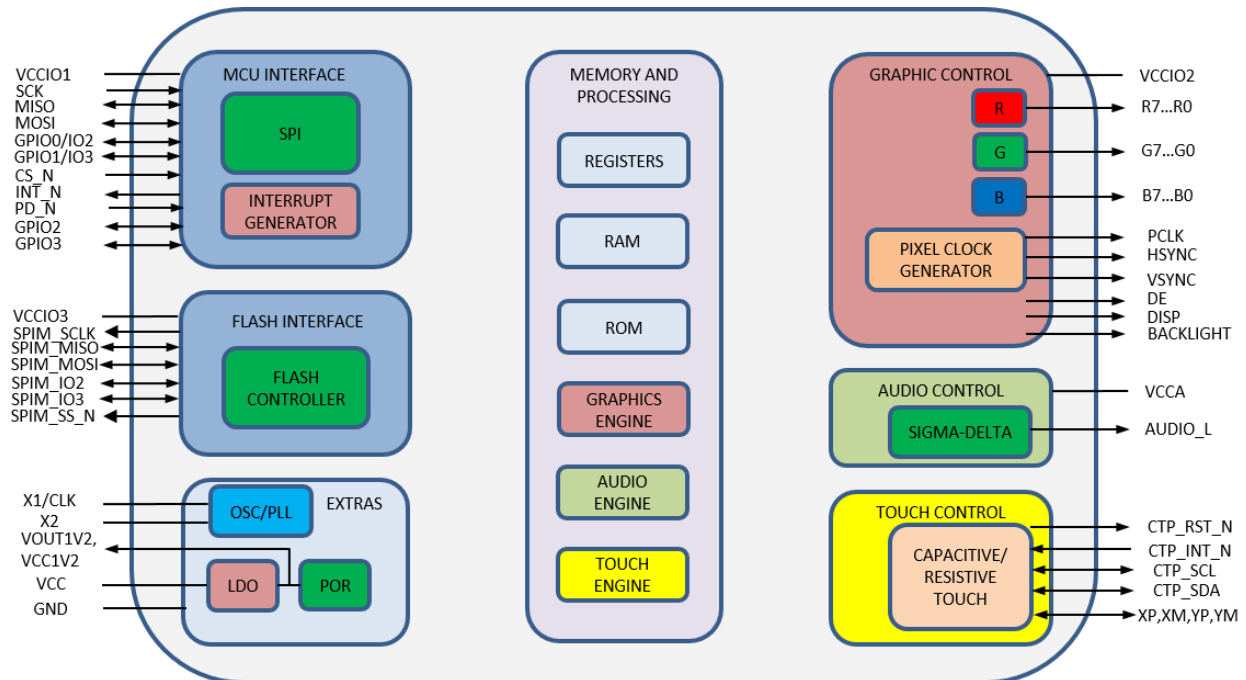 VCCIO1
SCK
MISO
MOSI
GPIO0/IO2
GPIO1/IO3
CS_N
INT_N
PD_N
GPIO2
GPIO3
MCU INTERFACE
SPI
INTERRUPT
GENERATOR
VCCIO3
SPIM_SCLK
SPIM_MISO
SPIM_MOSI
SPIM_IO2
SPIM_IO3
SPIM_SS_N
FLASH INTERFACE
FLASH
CONTROLLER
X1/CLK
X2
VOUT1V2,
VCC1V2
VCC
GND
OSC/PLL
EXTRAS
LDO
POR
MEMORY AND
PROCESSING
REGISTERS
RAM
ROM
GRAPHICS
ENGINE
AUDIO
ENGINE
TOUCH
ENGINE
GRAPHIC CONTROL
R
G
B
PIXEL CLOCK
GENERATOR
VCCIO2
R7...R0
G7...G0
B7...B0
PCLK
HSYNC
VSYNC
DE
DISP
BACKLIGHT
AUDIO CONTROL
SIGMA-DELTA
VCCA
AUDIO_L
TOUCH CONTROL
CAPACITIVE/
RESISTIVE
TOUCH
CTP_RST_N
CTP_INT_N
CTP_SCL
CTP_SDA
XP,XM,YP,YM